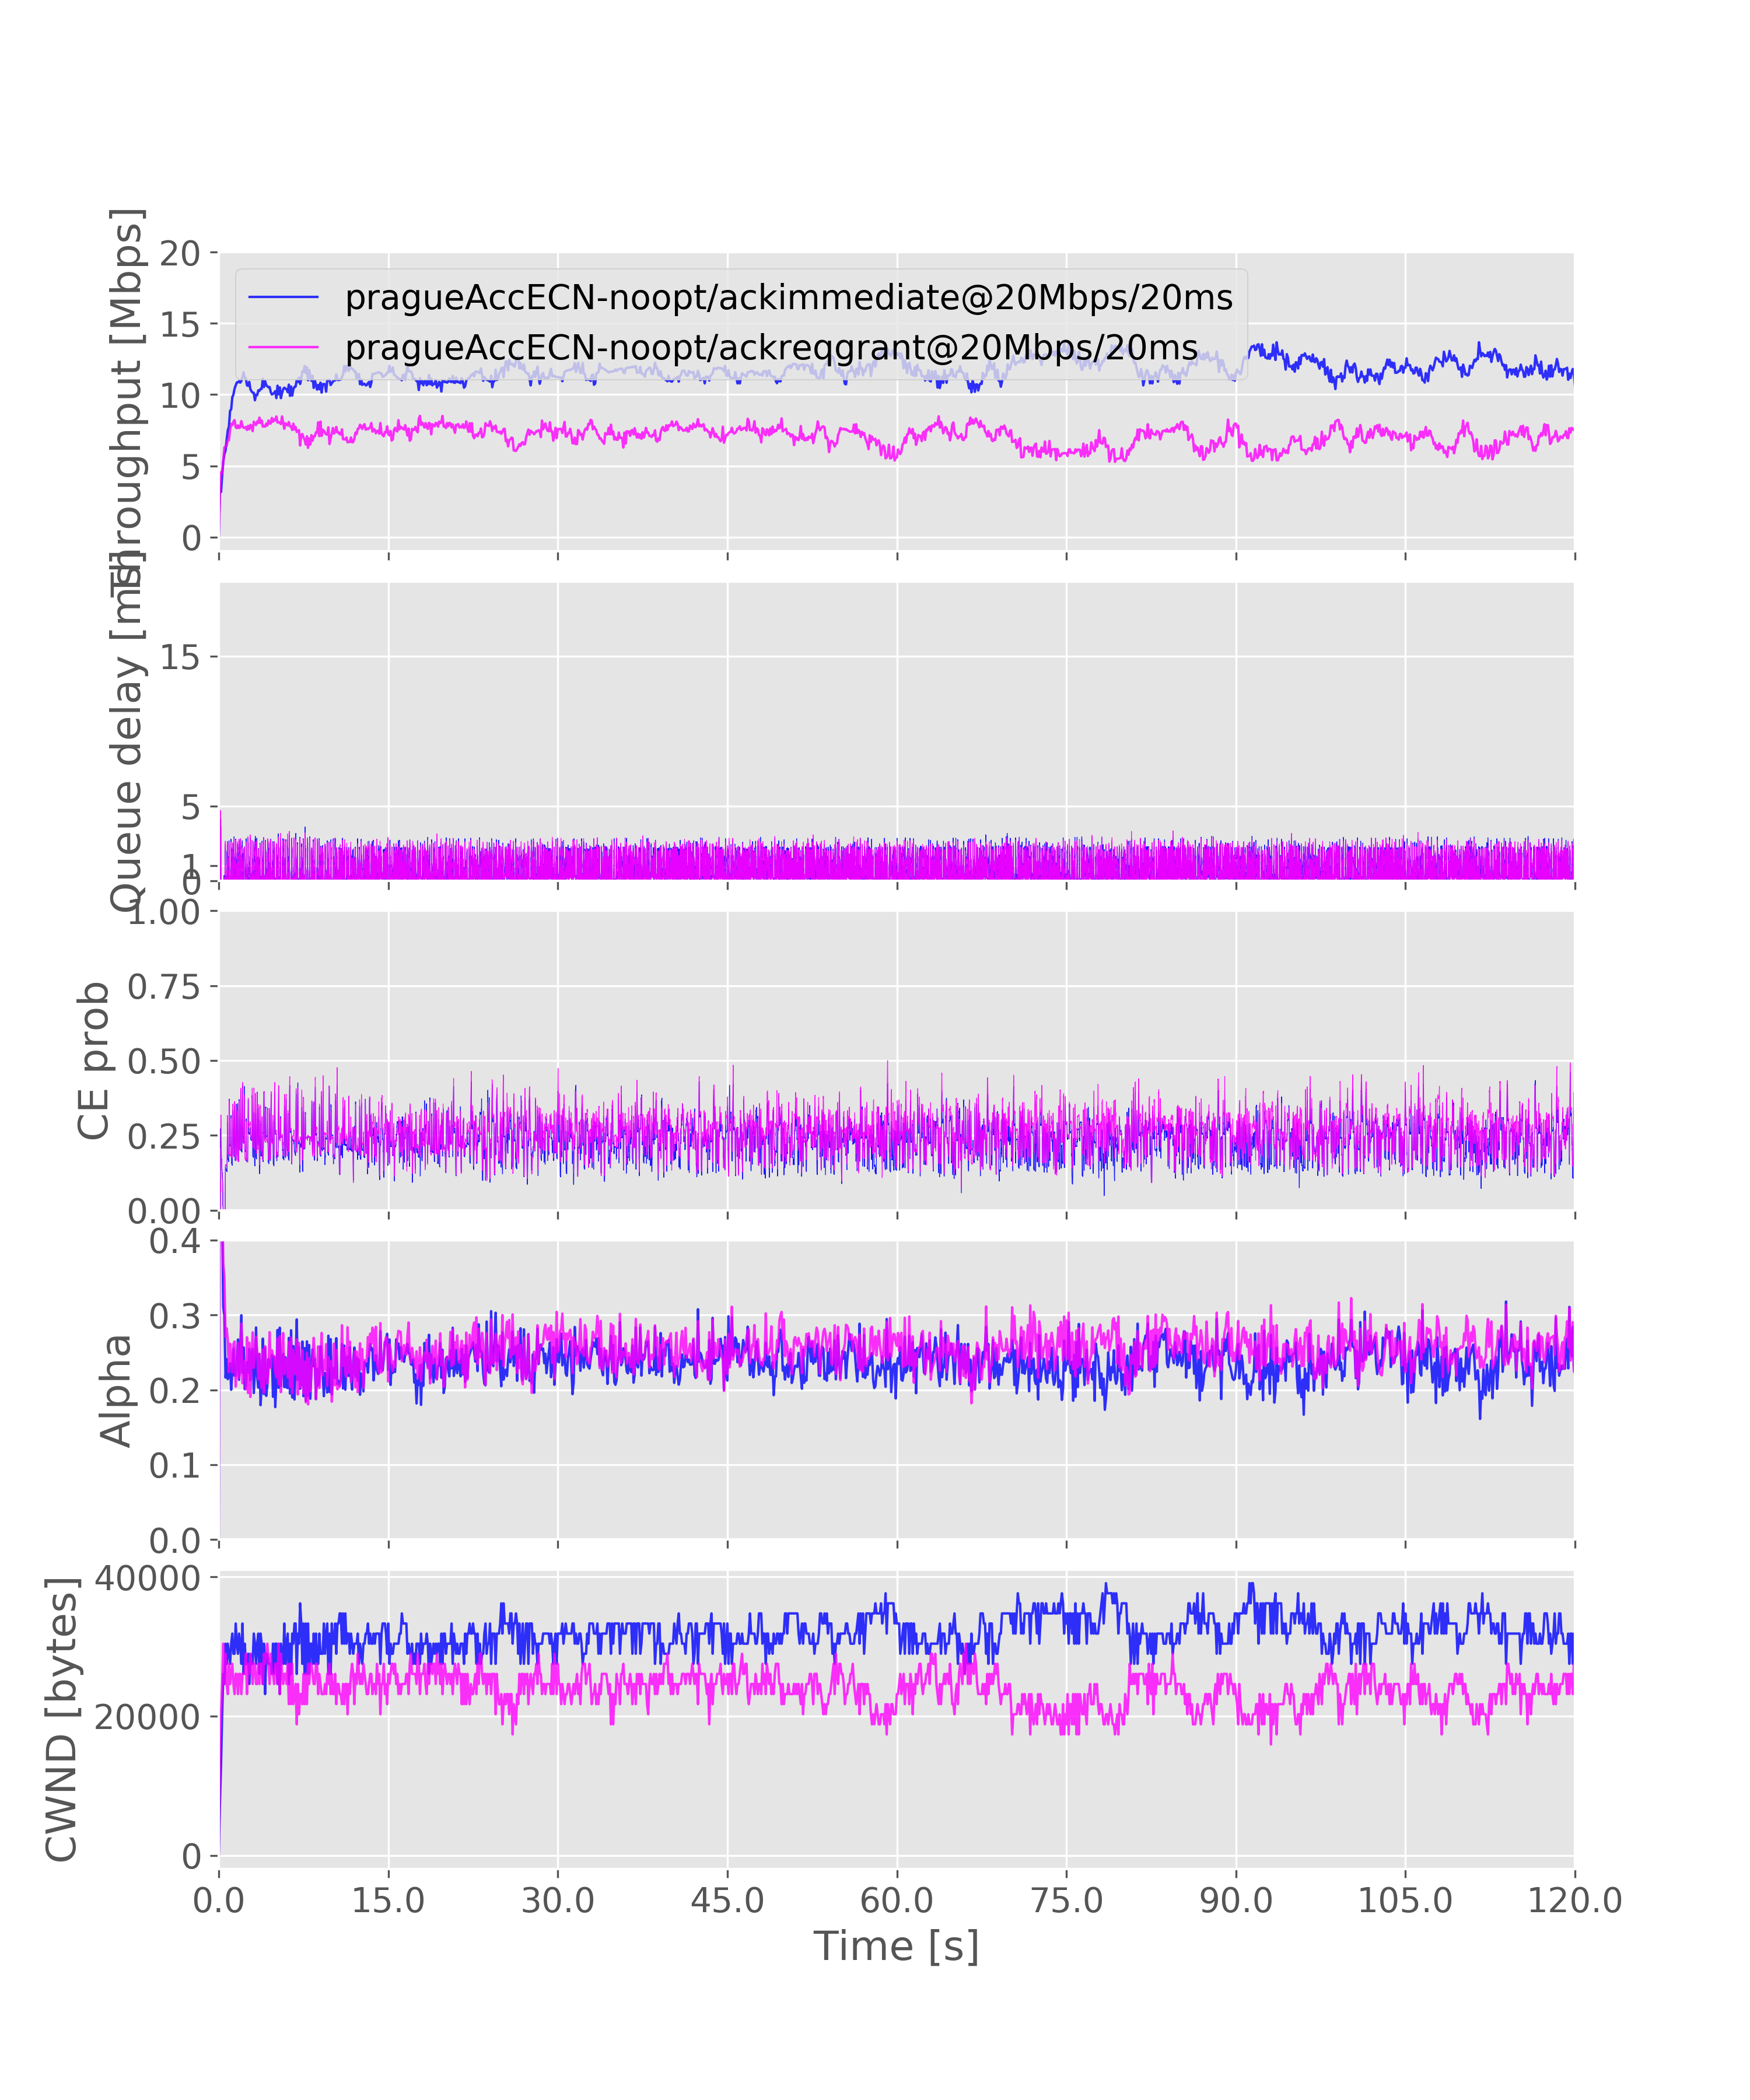 Throughput [Mbps]
20
15
10
5
0
pragueAccECN-noopt/ackimmediate@20Mbps/20ms
pragueAccECN-noopt/ackreqgrant@20Mbps/20ms
Queue delay [ms]
15
5
1
0
CE prob
1.00
0.75
0.50
0.25
0.00
Alpha
0.4
0.3
0.2
0.1
0.0
CWND [bytes]
40000
20000
0
0.0 15.0 30.0 45.0 60.0 75.0 90.0 105.0 120.0
Time [s]